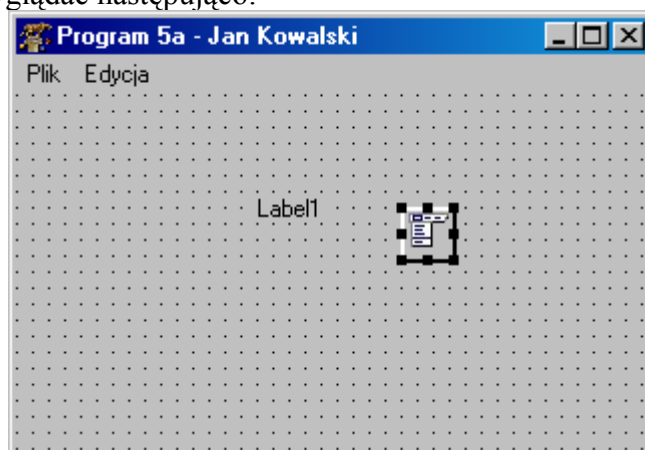 glądać następująco:
Program 5a - Jan Kowalski
Plik Edycja
Label1